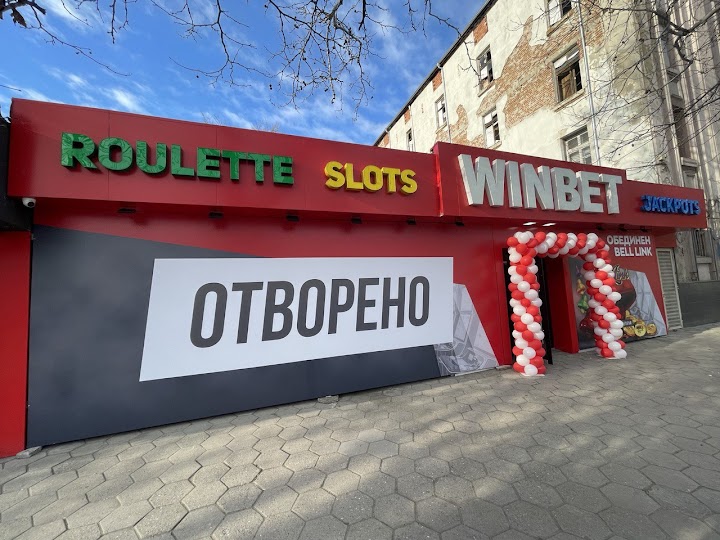 ROULETTE
SLOTS
WINBET
JACKPOTS
ОБЕДИНЕН
BELL LINK
ОТВОРЕНО